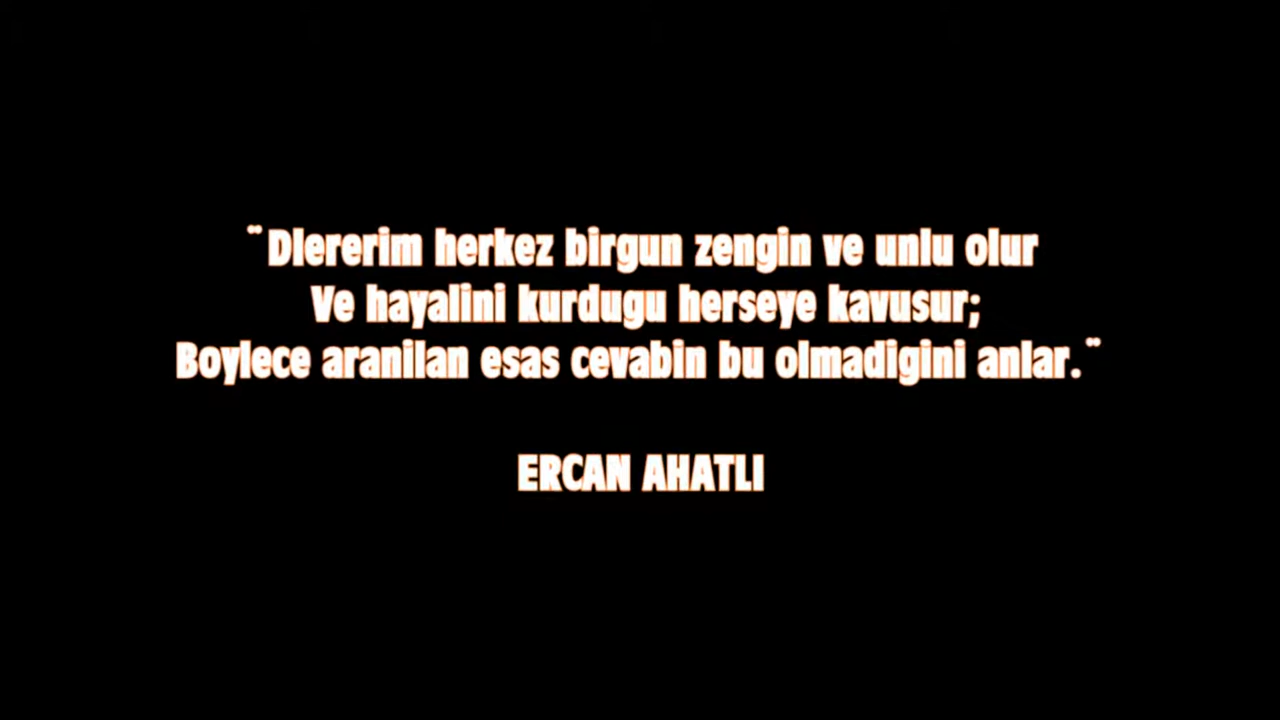 ¨Dlererim herkez birgun zengin ve unlu olur
Ve hayalini kurdugu herseye kavusur;
Boylece aranilan esas cevabin bu olmadigini anlar.¨
ERCAN AHATLI